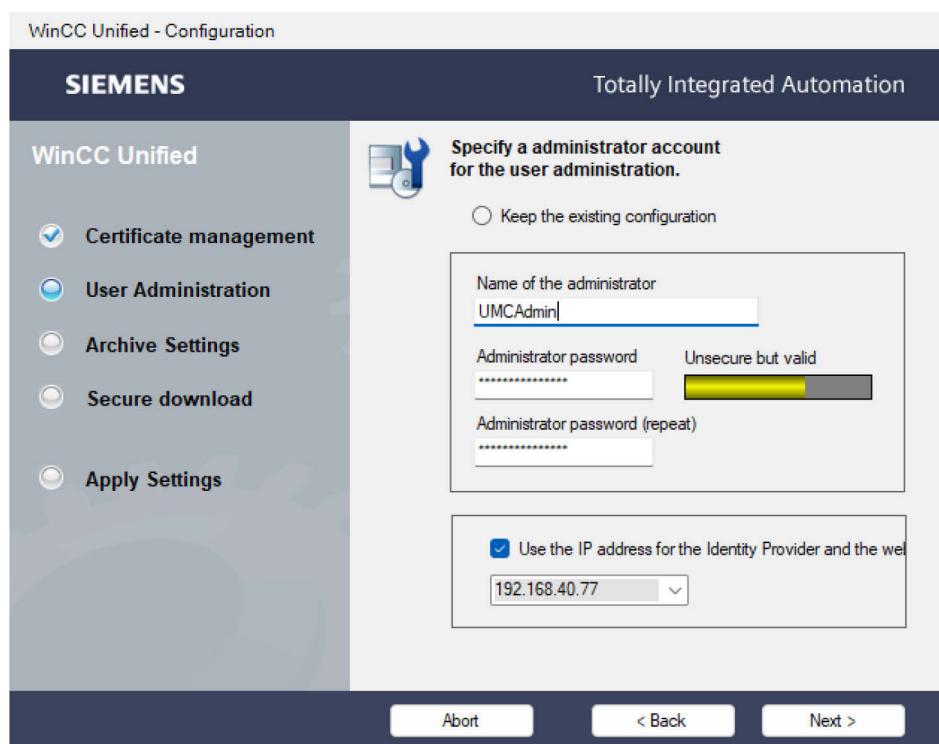 WinCC Unified - Configuration
SIEMENS
Totally Integrated Automation
WinCC Unified
Certificate management
User Administration
Archive Settings
Secure download
Apply Settings
Specify a administrator account
for the user administration.
Keep the existing configuration
Name of the administrator
UMCAdmin
Administrator password
Unsecure but valid
***************
Administrator password (repeat)
***************
Use the IP address for the Identity Provider and the wel
192.168.40.77
Abort
< Back
Next >